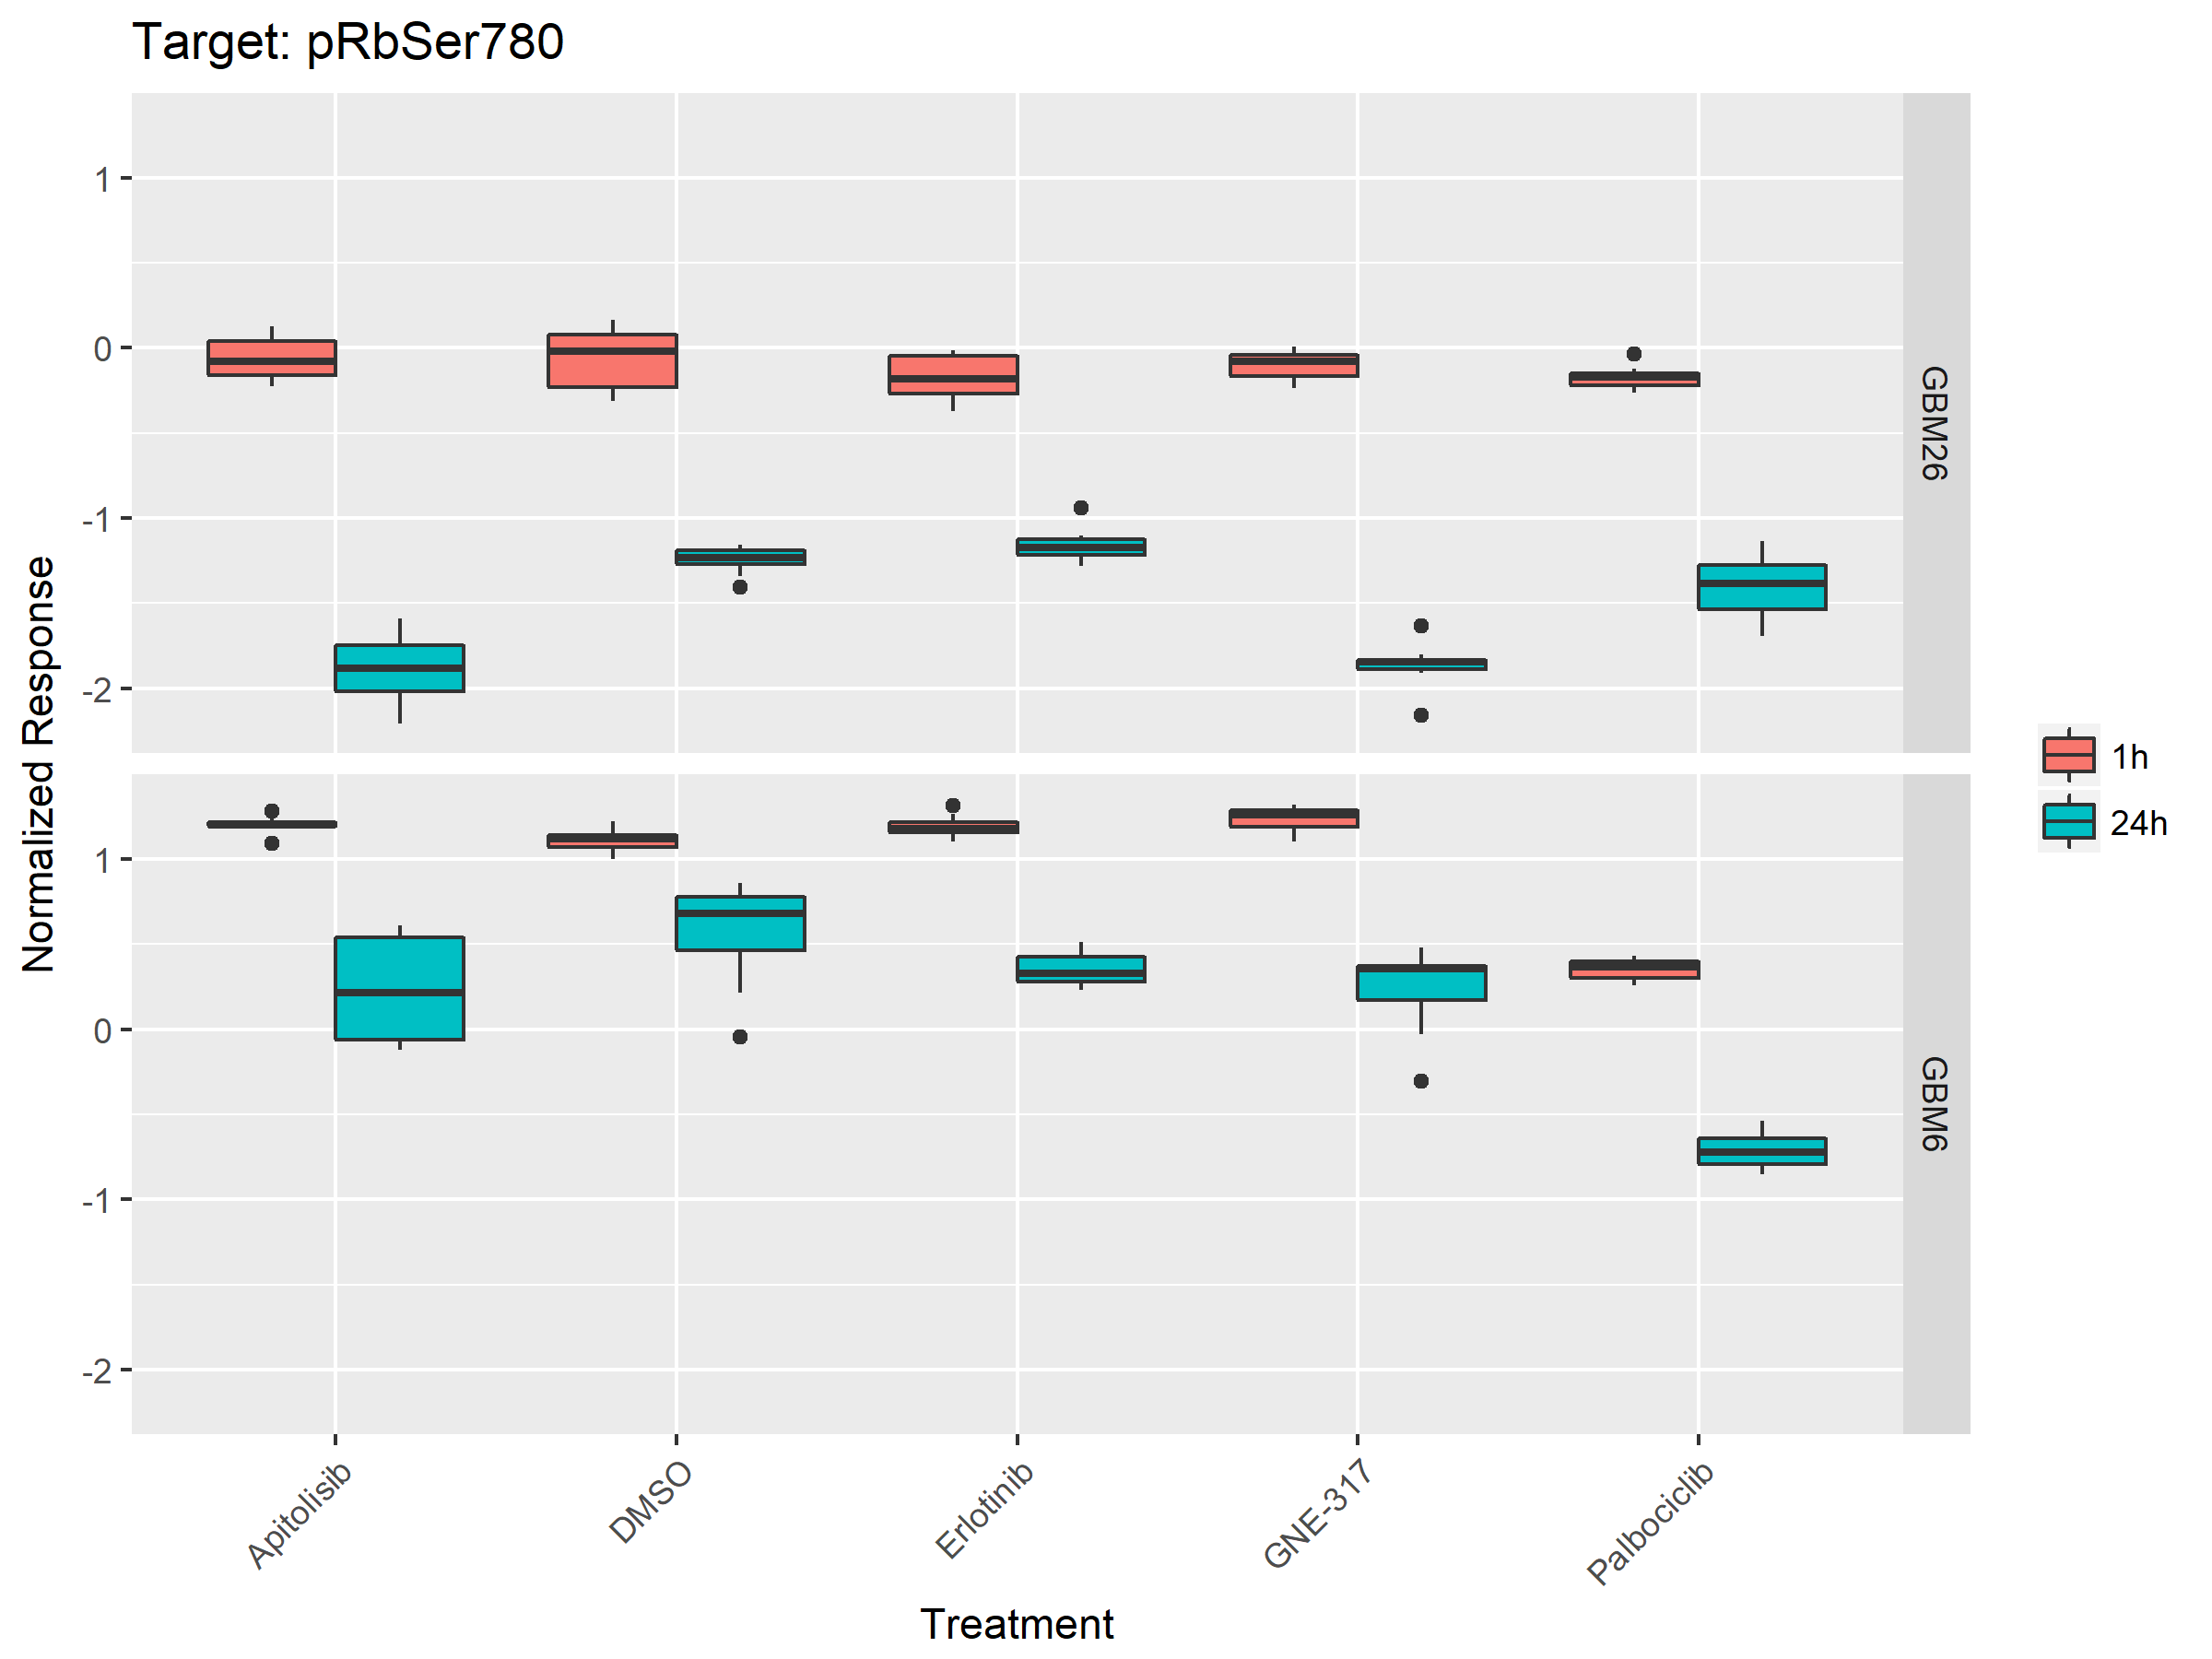 Target: pRbSer780
Normalized Response
1
0
-1
-2
GBM26
1
0
-1
-2
GBM6
1h
24h
Apitolisib
DMSO
Erlotinib
GNE-317
Palbociclib
Treatment